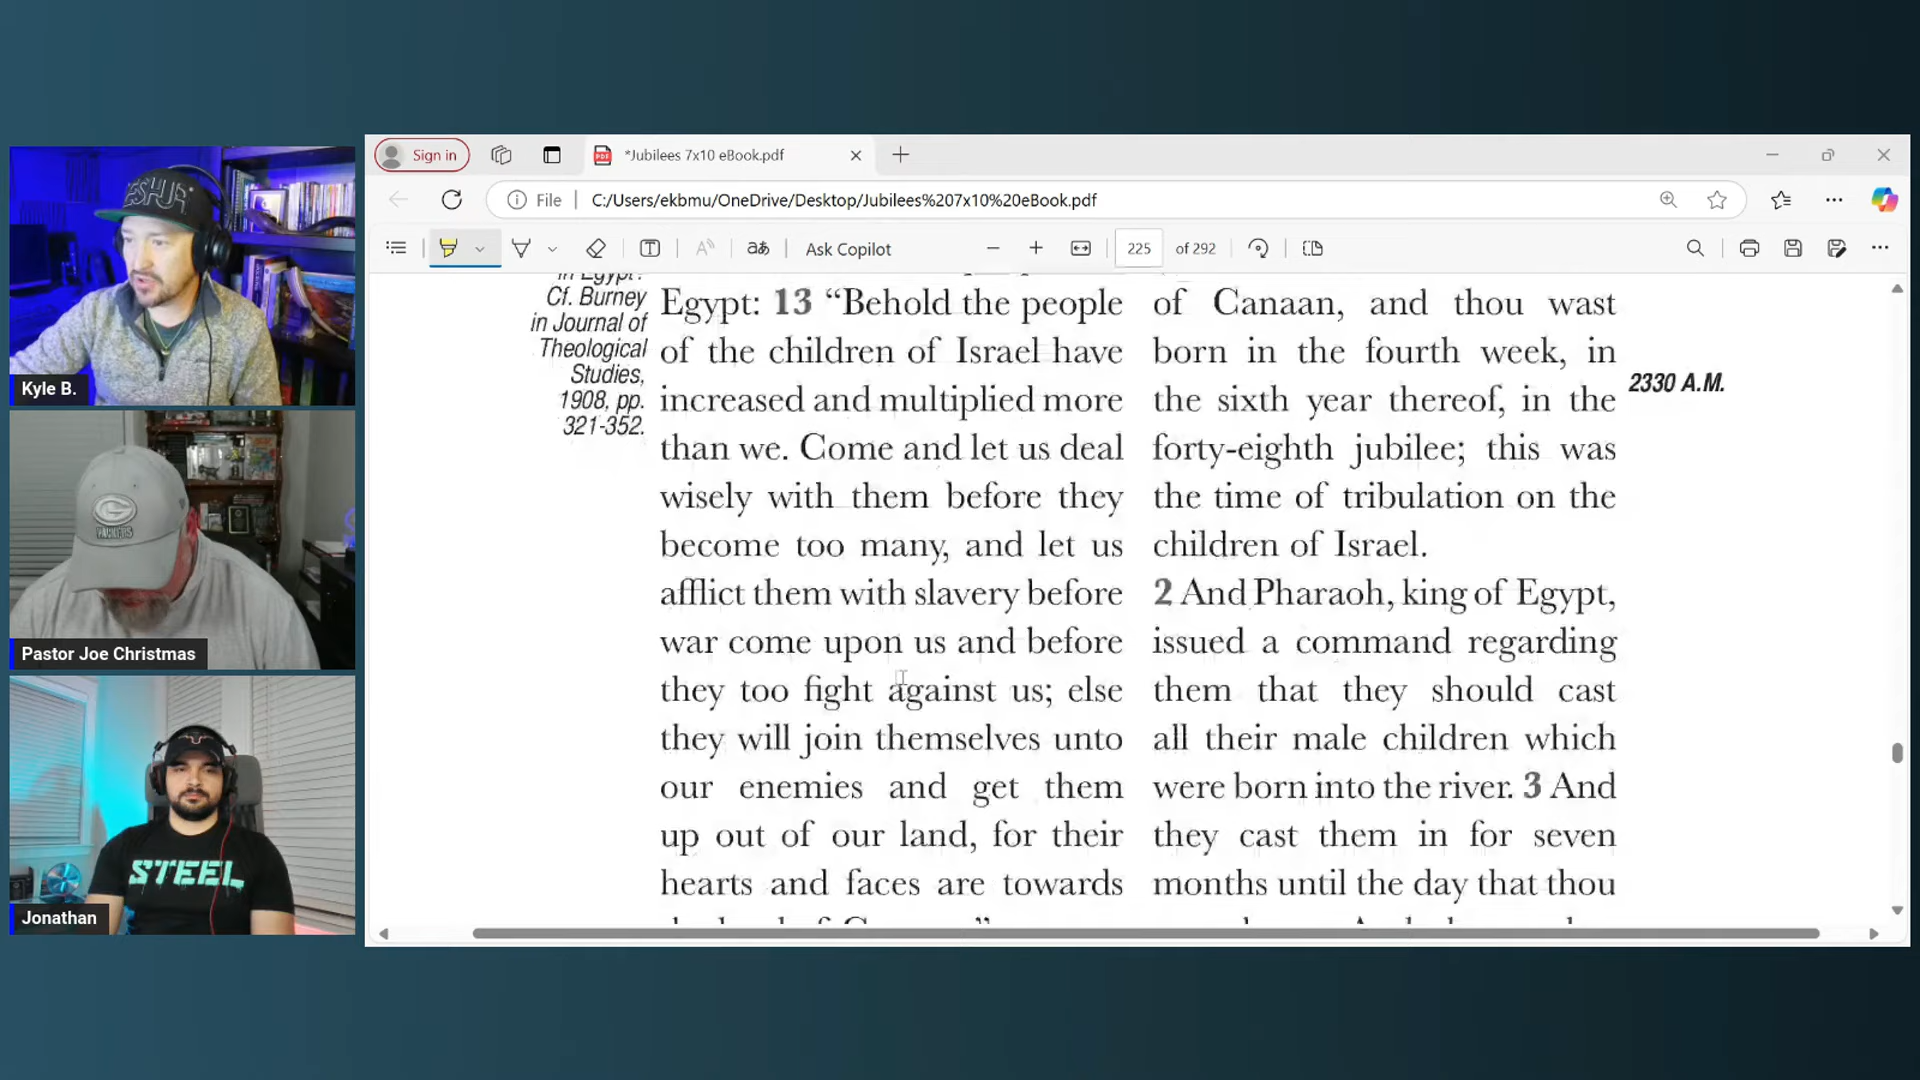 Sign in
*Jubilees 7x10 eBook.pdf
File
C:/Users/ekbmu/OneDrive/Desktop/Jubilees%207x10%20eBook.pdf
Ask Copilot
225
of 292
in Egypt?
Cf. Burney
in Journal of
Theological
Studies,
1908, pp.
321-352.
Egypt: 13 “Behold the people
of the children of Israel have
increased and multiplied more
than we. Come and let us deal
wisely with them before they
become too many, and let us
afflict them with slavery before
war come upon us and before
they too fight against us; else
they will join themselves unto
our enemies and get them
up out of our land, for their
hearts and faces are towards
of Canaan, and thou wast
born in the fourth week, in
the sixth year thereof, in the
forty-eighth jubilee; this was
the time of tribulation on the
children of Israel.
2 And Pharaoh, king of Egypt,
issued a command regarding
them that they should cast
all their male children which
were born into the river. 3 And
they cast them in for seven
months until the day that thou
2330 A.M.
Kyle B.
PACKERS
Pastor Joe Christmas
STEEL
Jonathan